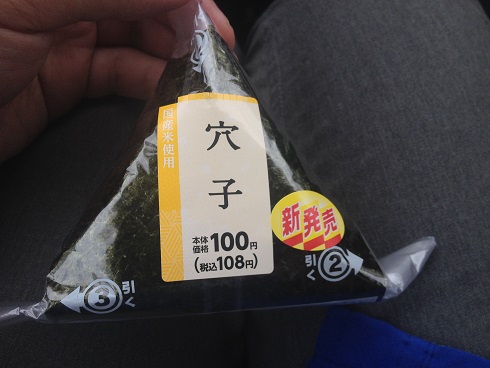 国産米使用
穴子
本体
価格 100円
(税込108円)
新発売
引く
②
③
引く